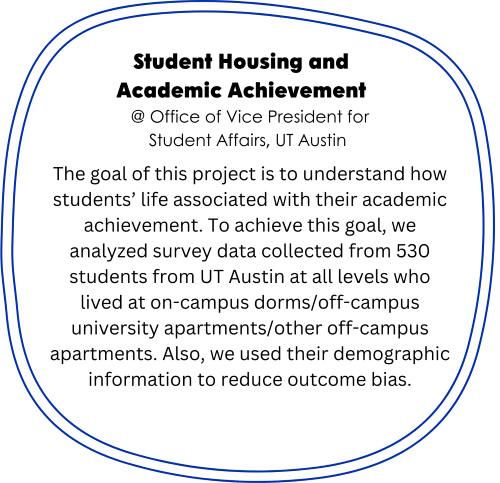 Student Housing and
Academic Achievement
@ Office of Vice President for
Student Affairs, UT Austin
The goal of this project is to understand how
students’ life associated with their academic
achievement. To achieve this goal, we
analyzed survey data collected from 530
students from UT Austin at all levels who
lived at on-campus dorms/off-campus
university apartments/other off-campus
apartments. Also, we used their demographic
information to reduce outcome bias.